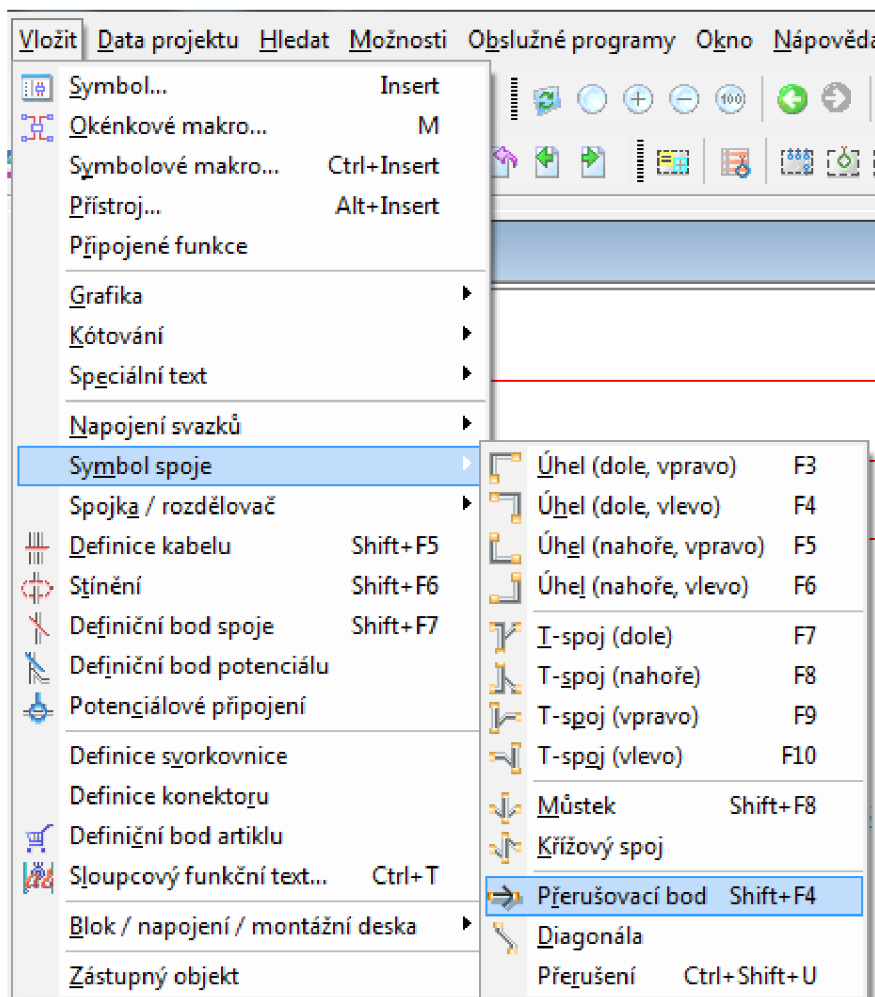 Vložit Data projektu Hledat Možnosti Obslužné programy Okno Nápověda
Symbol... Insert
Okénkové makro... M
Symbolové makro... Ctrl+Insert
Přístroj... Alt+Insert
Připojené funkce
Grafika
Kótování
Speciální text
Napojení svazků
Symbol spoje
Spojka / rozdělovač
Definice kabelu Shift+F5
Stínění Shift+F6
Definiční bod spoje Shift+F7
Definiční bod potenciálu
Potenciálové připojení
Definice svorkovnice
Definice konektoru
Definiční bod artiklu
Sloupcový funkční text... Ctrl+T
Blok / napojení / montážní deska
Zástupný objekt
100
Úhel (dole, vpravo) F3
Úhel (dole, vlevo) F4
Úhel (nahoře, vpravo) F5
Úhel (nahoře, vlevo) F6
T-spoj (dole) F7
T-spoj (nahoře) F8
T-spoj (vpravo) F9
T-spoj (vlevo) F10
Můstek Shift+F8
Křížový spoj
Přerušovací bod Shift+F4
Diagonála
Přerušení Ctrl+Shift+U